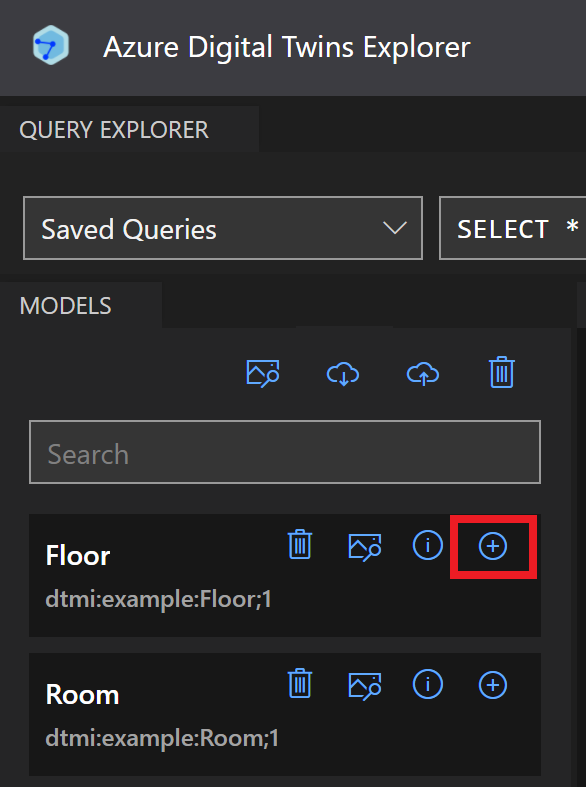 Azure Digital Twins Explorer
QUERY EXPLORER
Saved Queries
SELECT *
MODELS
Search
Floor
dtmi:example:Floor;1
Room
dtmi:example:Room;1